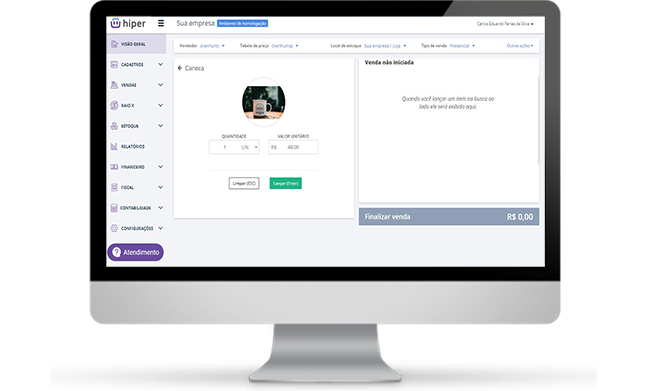 hiper
Sua empresa Ambiente de homologação
Carlos Eduardo Farias da Silva
Vendedor (nenhum) Tabela de preço (nenhuma) Local de estoque Sua empresa / Loja Tipo de venda Presencial Outras ações
VISÃO GERAL
CADASTROS
VENDAS
RAIO X
ESTOQUE
RELATÓRIOS
FINANCEIRO
FISCAL
CONTABILIDADE
CONFIGURAÇÕES
? Atendimento
Caneca
QUANTIDADE VALOR UNITÁRIO
1 UN R$ 40,00
Limpar (ESC) Lançar (Enter)
Venda não iniciada
Quando você lançar um item na busca ao
lado ele será exibido aqui.
Finalizar venda R$ 0,00